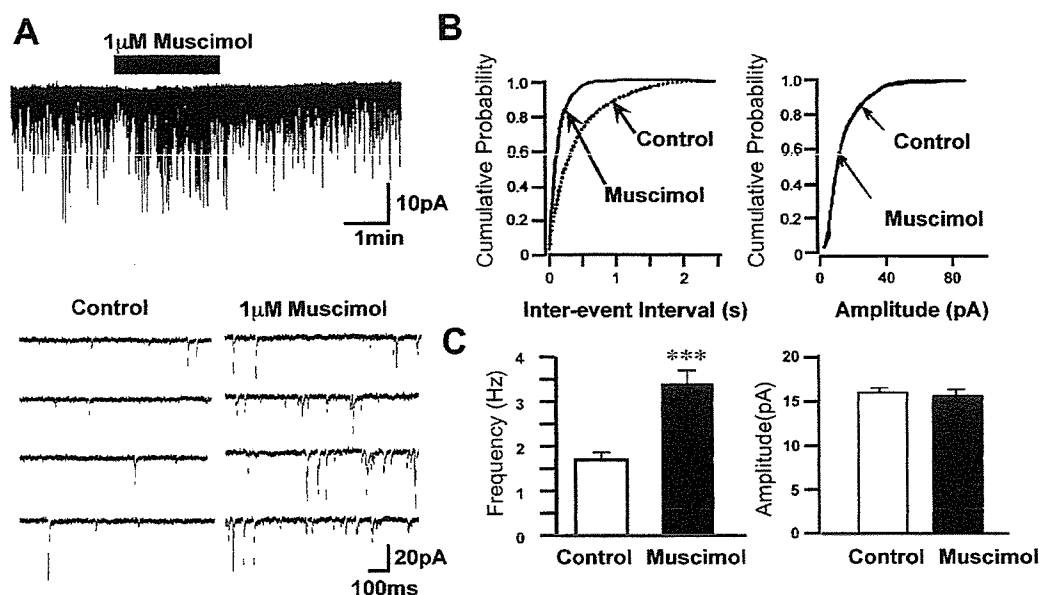 A
1μM Muscimol
10pA
1min
Control
1μM Muscimol
20pA
100ms
B
Cumulative Probability
1.0
0.8
0.6
0.4
0.2
0
0
1
2
Inter-event Interval (s)
Control
Muscimol
Cumulative Probability
1.0
0.8
0.6
0.4
0.2
0
0
40
80
Amplitude (pA)
Control
Muscimol
C
Frequency (Hz)
4
3
2
1
0
***
Control
Muscimol
Amplitude(pA)
20
15
10
5
0
Control
Muscimol